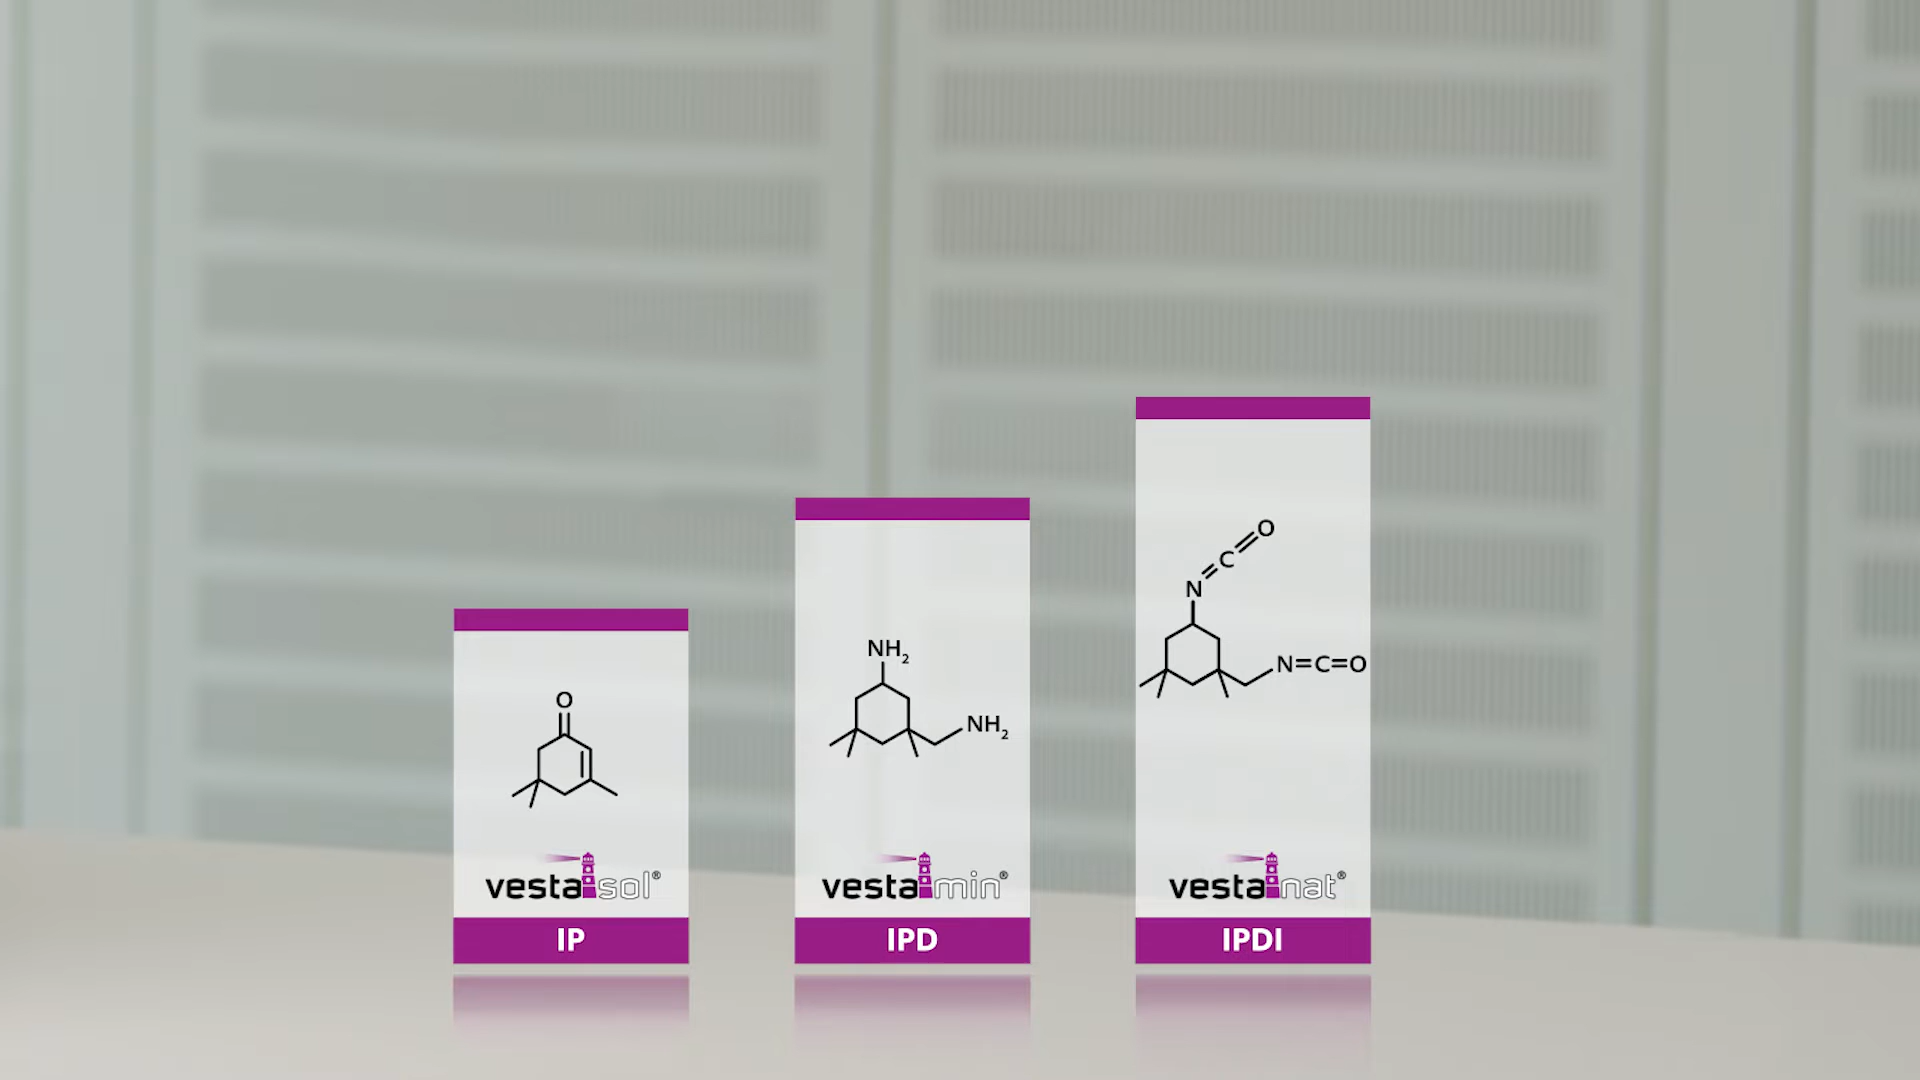 O
vestasol®
IP
NH₂
NH₂
vestamin®
IPD
O
C
N
N=C=O
vestanat®
IPDI